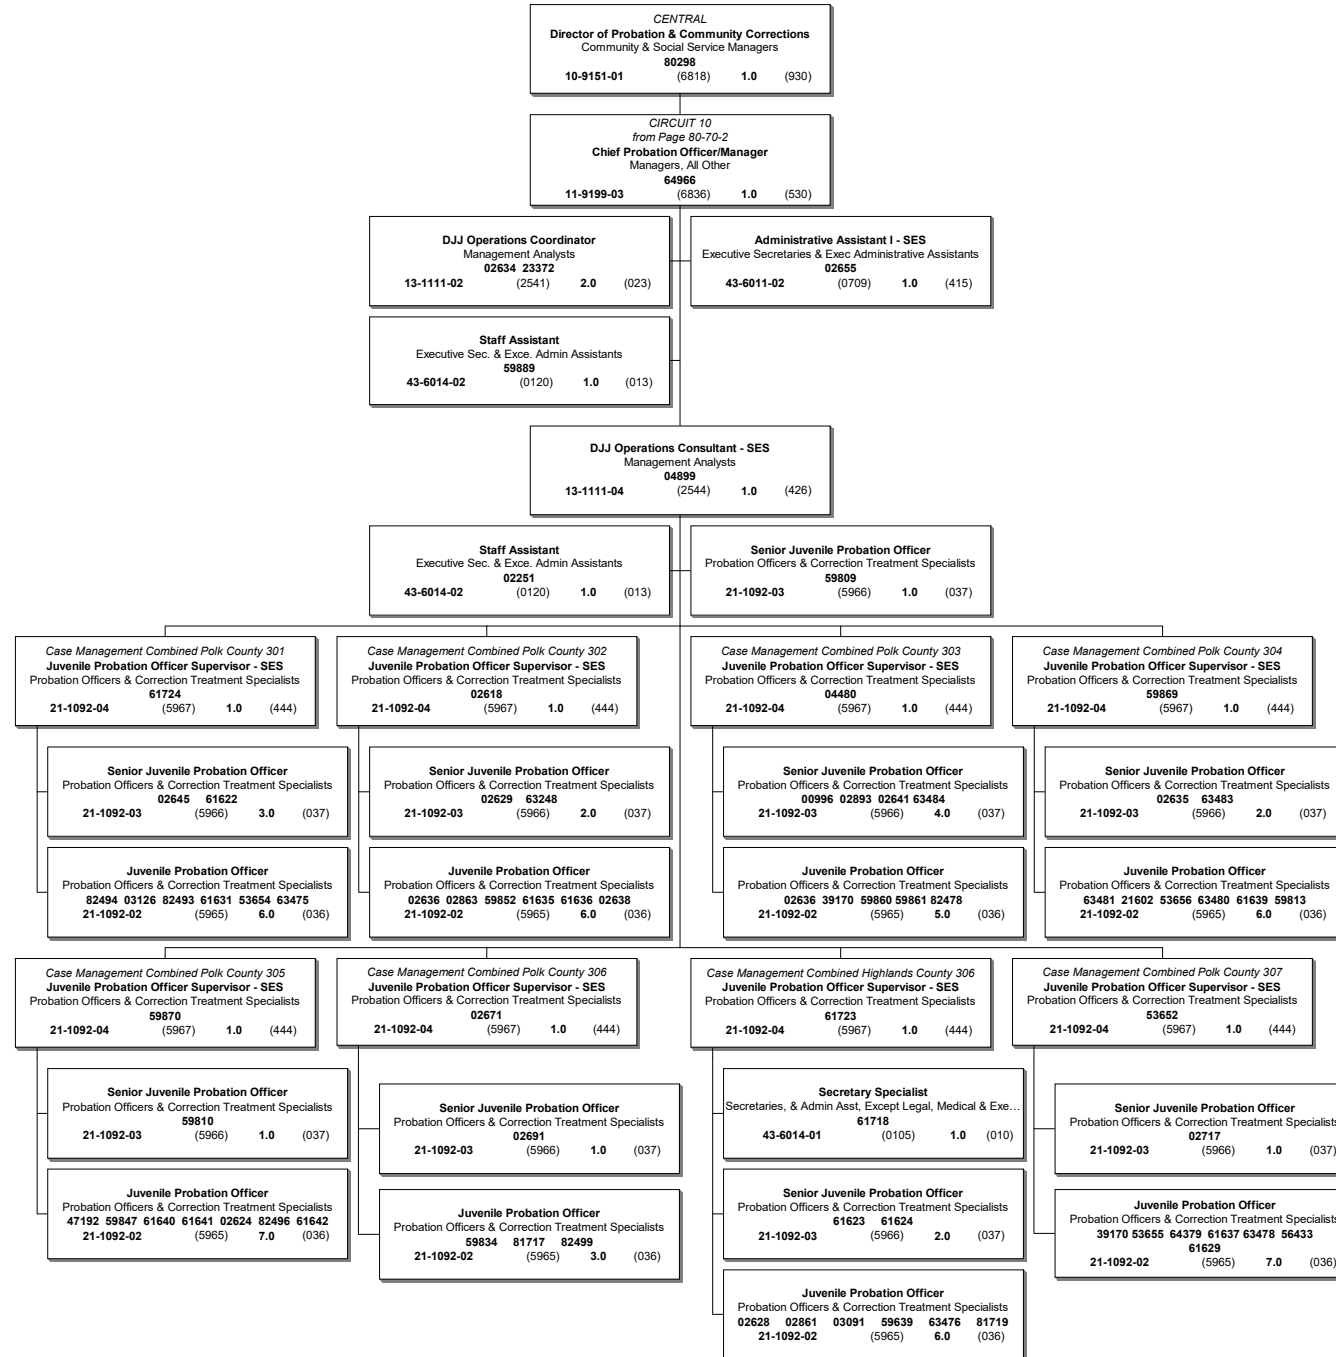 CENTRAL
Director of Probation & Community Corrections
Community & Social Service Managers
80298
10-9151-01 (6818) 1.0 (930)
CIRCUIT 10
from Page 80-70-2
Chief Probation Officer/Manager
Managers, All Other
64966
11-9199-03 (6836) 1.0 (530)
DJJ Operations Coordinator
Management Analysts
02634 23372
13-1111-02 (2541) 2.0 (023)
Administrative Assistant I - SES
Executive Secretaries & Exec Administrative Assistants
02655
43-6011-02 (0709) 1.0 (415)
Staff Assistant
Executive Sec. & Exce. Admin Assistants
59889
43-6014-02 (0120) 1.0 (013)
DJJ Operations Consultant - SES
Management Analysts
04899
13-1111-04 (2544) 1.0 (426)
Staff Assistant
Executive Sec. & Exce. Admin Assistants
02251
43-6014-02 (0120) 1.0 (013)
Senior Juvenile Probation Officer
Probation Officers & Correction Treatment Specialists
59809
21-1092-03 (5966) 1.0 (037)
Case Management Combined Polk County 301
Juvenile Probation Officer Supervisor - SES
Probation Officers & Correction Treatment Specialists
61724
21-1092-04 (5967) 1.0 (444)
Senior Juvenile Probation Officer
Probation Officers & Correction Treatment Specialists
02645 61622
21-1092-03 (5966) 3.0 (037)
Juvenile Probation Officer
Probation Officers & Correction Treatment Specialists
82494 03126 82493 61631 53654 63475
21-1092-02 (5965) 6.0 (036)
Case Management Combined Polk County 302
Juvenile Probation Officer Supervisor - SES
Probation Officers & Correction Treatment Specialists
02618
21-1092-04 (5967) 1.0 (444)
Senior Juvenile Probation Officer
Probation Officers & Correction Treatment Specialists
02629 63248
21-1092-03 (5966) 2.0 (037)
Juvenile Probation Officer
Probation Officers & Correction Treatment Specialists
02636 02863 59852 61635 61636 02638
21-1092-02 (5965) 6.0 (036)
Case Management Combined Polk County 303
Juvenile Probation Officer Supervisor - SES
Probation Officers & Correction Treatment Specialists
04480
21-1092-04 (5967) 1.0 (444)
Senior Juvenile Probation Officer
Probation Officers & Correction Treatment Specialists
00996 02893 02641 63484
21-1092-03 (5966) 4.0 (037)
Juvenile Probation Officer
Probation Officers & Correction Treatment Specialists
02636 39170 59860 59861 82478
21-1092-02 (5965) 5.0 (036)
Case Management Combined Polk County 304
Juvenile Probation Officer Supervisor - SES
Probation Officers & Correction Treatment Specialists
59869
21-1092-04 (5967) 1.0 (444)
Senior Juvenile Probation Officer
Probation Officers & Correction Treatment Specialists
02635 63483
21-1092-03 (5966) 2.0 (037)
Juvenile Probation Officer
Probation Officers & Correction Treatment Specialists
63481 21602 53656 63480 61639 59813
21-1092-02 (5965) 6.0 (036)
Case Management Combined Polk County 305
Juvenile Probation Officer Supervisor - SES
Probation Officers & Correction Treatment Specialists
59870
21-1092-04 (5967) 1.0 (444)
Senior Juvenile Probation Officer
Probation Officers & Correction Treatment Specialists
59810
21-1092-03 (5966) 1.0 (037)
Juvenile Probation Officer
Probation Officers & Correction Treatment Specialists
47192 59847 61640 61641 02624 82496 61642
21-1092-02 (5965) 7.0 (036)
Case Management Combined Polk County 306
Juvenile Probation Officer Supervisor - SES
Probation Officers & Correction Treatment Specialists
02671
21-1092-04 (5967) 1.0 (444)
Senior Juvenile Probation Officer
Probation Officers & Correction Treatment Specialists
02691
21-1092-03 (5966) 1.0 (037)
Juvenile Probation Officer
Probation Officers & Correction Treatment Specialists
59834 81717 82499
21-1092-02 (5965) 3.0 (036)
Case Management Combined Highlands County 306
Juvenile Probation Officer Supervisor - SES
Probation Officers & Correction Treatment Specialists
61723
21-1092-04 (5967) 1.0 (444)
Secretary Specialist
Secretaries, & Admin Asst, Except Legal, Medical & Exe...
61718
43-6014-01 (0105) 1.0 (010)
Senior Juvenile Probation Officer
Probation Officers & Correction Treatment Specialists
61623 61624
21-1092-03 (5966) 2.0 (037)
Juvenile Probation Officer
Probation Officers & Correction Treatment Specialists
02628 02861 03091 59639 63476 81719
21-1092-02 (5965) 6.0 (036)
Case Management Combined Polk County 307
Juvenile Probation Officer Supervisor - SES
Probation Officers & Correction Treatment Specialists
53652
21-1092-04 (5967) 1.0 (444)
Senior Juvenile Probation Officer
Probation Officers & Correction Treatment Specialists
02717
21-1092-03 (5966) 1.0 (037)
Juvenile Probation Officer
Probation Officers & Correction Treatment Specialists
39170 53655 64379 61637 63478 56433
61629
21-1092-02 (5965) 7.0 (036)